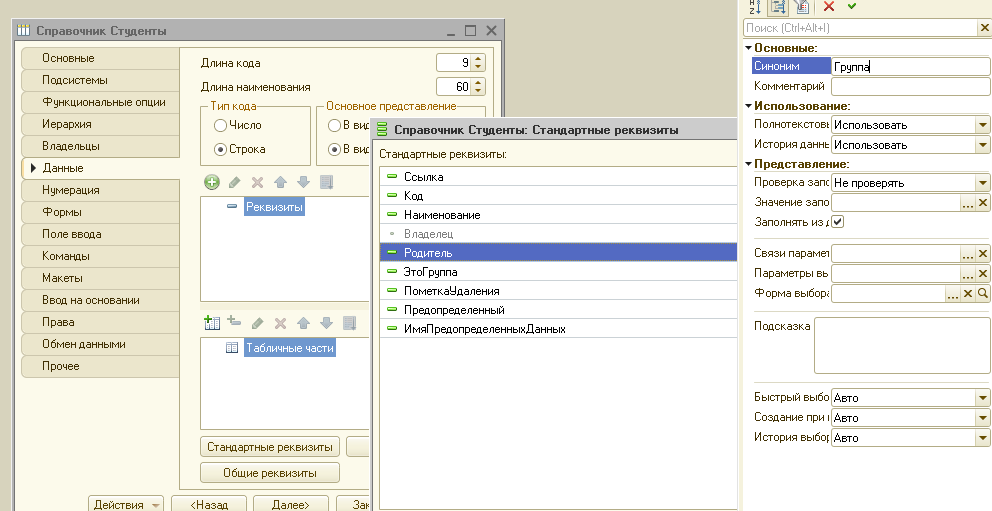 Справочник Студенты
Основные
Подсистемы
Функциональные опции
Иерархия
Владельцы
Данные
Нумерация
Формы
Поле ввода
Команды
Макеты
Ввод на основании
Права
Обмен данными
Прочее
Длина кода
9
Длина наименования
60
Тип кода
Число
Строка
Основное представление
В вид
В вид
Реквизиты
Табличные части
Стандартные реквизиты
Общие реквизиты
Действия
<Назад
Далее>
Зак
Справочник Студенты: Стандартные реквизиты
Стандартные реквизиты:
Ссылка
Код
Наименование
Владелец
Родитель
ЭтоГруппа
ПометкаУдаления
Предопределенный
ИмяПредопределенныхДанных
Поиск (Ctrl+Alt+I)
Основные:
Синоним Группа
Комментарий
Использование:
Полнотекстовы Использовать
История данны Использовать
Представление:
Проверка запо Не проверять
Значение запо
Заполнять из д
Связи парамет
Параметры вы
Форма выбора
Подсказка
Быстрый выбо Авто
Создание при в Авто
История выбор Авто